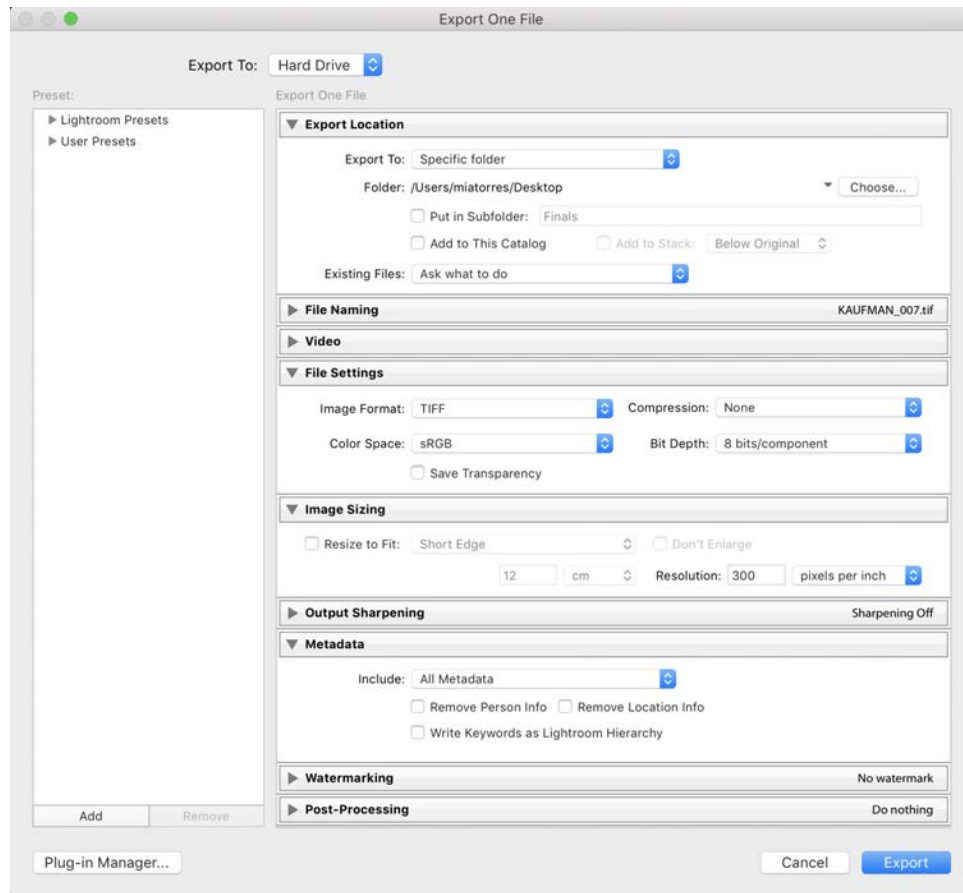 Export One File
Export To: Hard Drive
Preset:
Export One File
Lightroom Presets
User Presets
Export Location
Export To: Specific folder
Folder: /Users/miatorres/Desktop Choose...
Put in Subfolder: Finals
Add to This Catalog Add to Stack: Below Original
Existing Files: Ask what to do
File Naming KAUFMAN_007.tif
Video
File Settings
Image Format: TIFF Compression: None
Color Space: sRGB Bit Depth: 8 bits/component
Save Transparency
Image Sizing
Resize to Fit: Short Edge Don't Enlarge
12 cm Resolution: 300 pixels per inch
Output Sharpening Sharpening Off
Metadata
Include: All Metadata
Remove Person Info Remove Location Info
Write Keywords as Lightroom Hierarchy
Watermarking No watermark
Post-Processing Do nothing
Add Remove
Plug-in Manager... Cancel Export